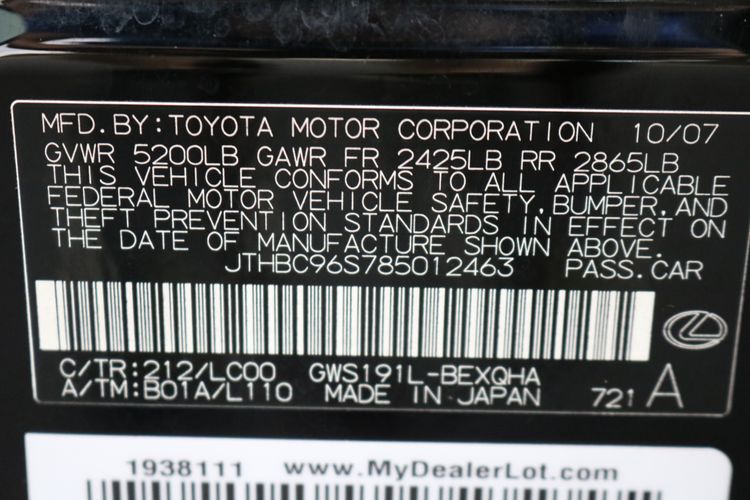 MFD.BY:TOYOTA MOTOR CORPORATION 10/07
GVWR 5200LB GAWR FR 2425LB RR 2865LB
THIS VEHICLE CONFORMS TO ALL APPLICABLE
FEDERAL MOTOR VEHICLE SAFETY,BUMPER,AND
THEFT PREVENTION STANDARDS IN EFFECT ON
THE DATE OF MANUFACTURE SHOWN ABOVE.
JTHBC96S785012463 PASS.CAR
C/TR:212/LC00 GWS191L-BEXQHA
A/TM:B01A/L110 MADE IN JAPAN 721 A
1938111 www.MyDealerLot.com